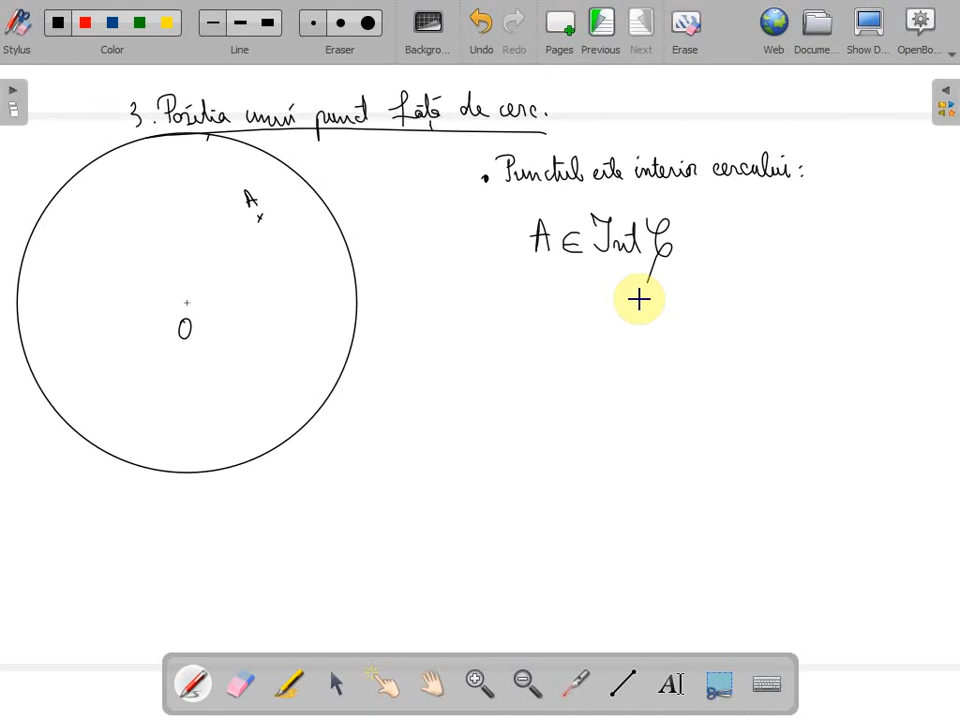 Stylus Color Line Eraser Backgro... Undo Redo Pages Previous Next Erase Web Docume... Show D... OpenBo...
3. Poziția unui punct față de cerc.
• Punctul este interior cercului:
A
A ∈ Int C
O
A